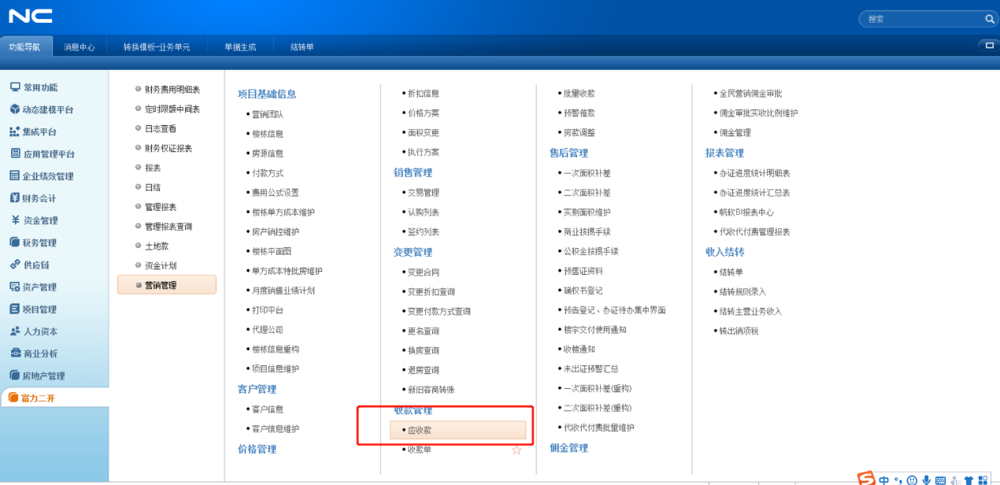 NC
搜索
功能导航
消息中心
转换模板-业务单元
单据生成
结转单
常用功能
动态建模平台
集成平台
应用管理平台
企业绩效管理
财务会计
资金管理
税务管理
供应链
资产管理
项目管理
人力资本
商业分析
房地产管理
富力二开
财务费用明细表
定时限额中间表
日志查看
财务权证报表
报表
日结
管理报表
管理报表查询
土地款
资金计划
营销管理
项目基础信息
营销团队
楼栋信息
房源信息
付款方式
费用公式设置
楼栋单方成本维护
房产销控维护
楼栋平面图
单方成本特批房维护
月度销售业绩计划
打印平台
代理公司
楼栋信息重构
项目信息维护
客户管理
客户信息
客户信息维护
价格管理
折扣信息
价格方案
面积变更
执行方案
销售管理
交易管理
认购列表
签约列表
变更管理
变更合同
变更折扣查询
变更付款方式查询
更名查询
换房查询
退房查询
新旧客商转账
收款管理
应收款
收款单
批量收款
预警催款
房款调整
售后管理
一次面积补差
二次面积补差
实测面积维护
商业按揭手续
公积金按揭手续
预售证资料
确权书登记
预告登记、办证待办集中界面
楼宇交付使用通知
收楼通知
未出证预警汇总
一次面积补差(重构)
二次面积补差(重构)
代收代付费批量维护
佣金管理
全民营销佣金审批
佣金审批实收比例维护
佣金管理
报表管理
办证进度统计明细表
办证进度统计汇总表
帆软BI报表中心
代收代付费管理报表
收入结转
结转单
结转规则录入
结转主营业务收入
转出销项税
中